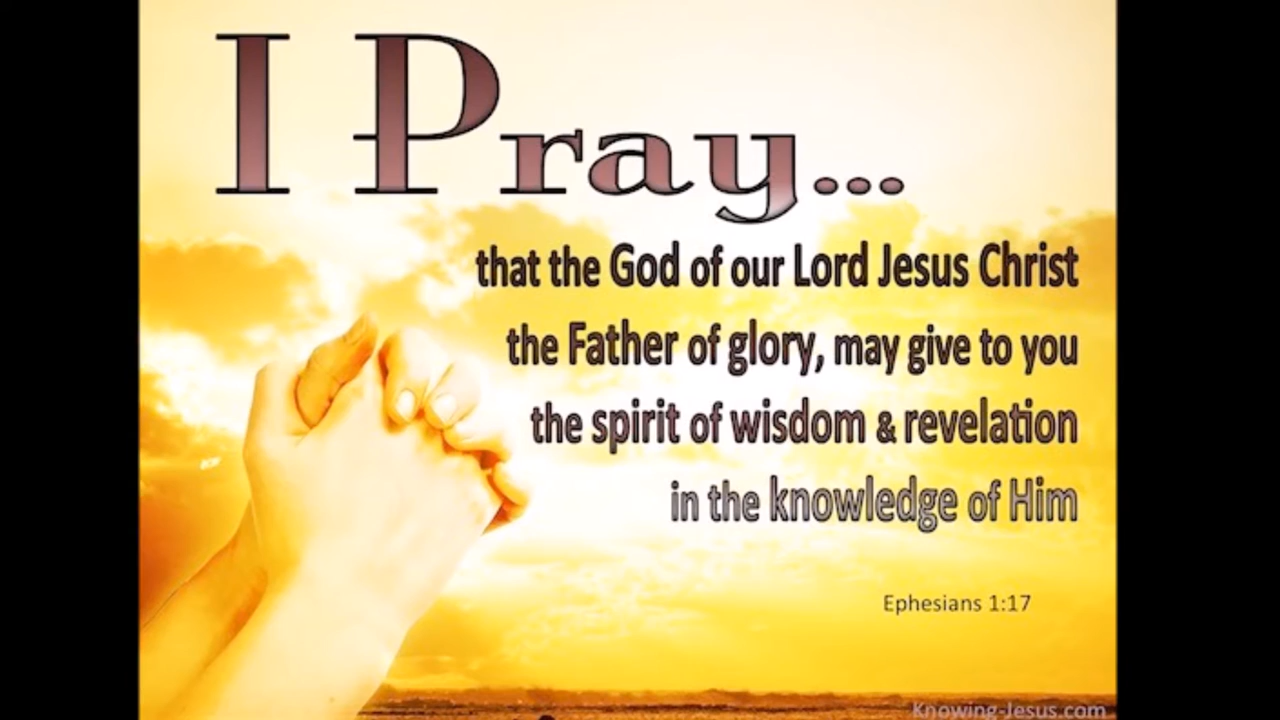 I Pray...
that the God of our Lord Jesus Christ
the Father of glory, may give to you
the spirit of wisdom & revelation
in the knowledge of Him
Ephesians 1:17
Knowing-Jesus.com